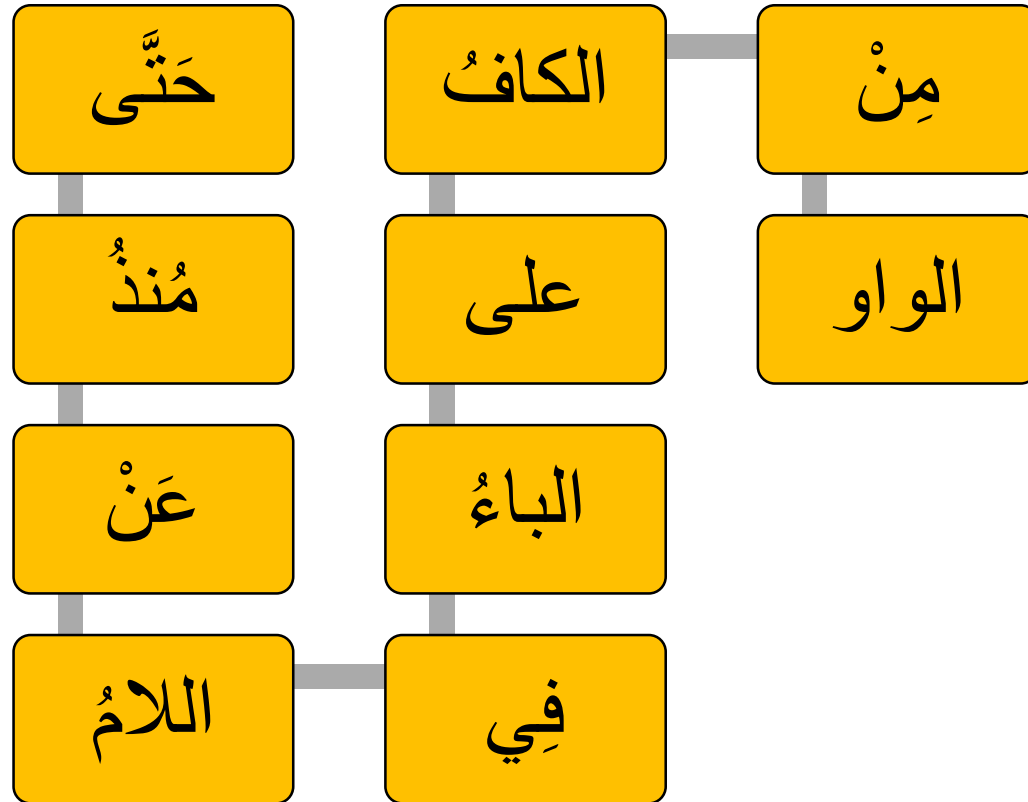 حَتَّى
مُنذُ
عَنْ
اللامُ
فِي
الباءُ
على
الكافُ
مِنْ
الواو